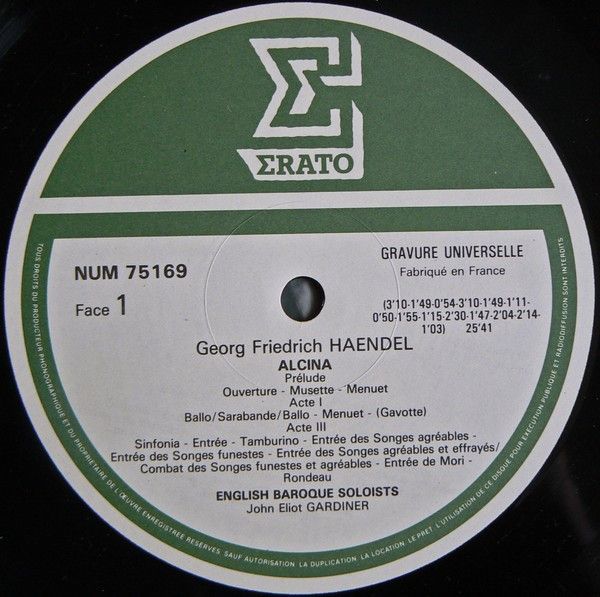 ΣRATO
NUM 75169
GRAVURE UNIVERSELLE
Fabriqué en France
Face 1
(3'10-1'49-0'54-3'10-1'49-1'11-
0'50-1'55-1'15-2'30-1'47-2'04-2'14-
1'03) 25'41
Georg Friedrich HAENDEL
ALCINA
Prélude
Ouverture - Musette - Menuet
Acte I
Ballo/Sarabande/Ballo - Menuet - (Gavotte)
Acte III
Sinfonia - Entrée - Tamburino - Entrée des Songes agréables -
Entrée des Songes funestes - Entrée des Songes agréables et effrayés/
Combat des Songes funestes et agréables - Entrée de Mori -
Rondeau
ENGLISH BAROQUE SOLOISTS
John Eliot GARDINER
TOUS DROITS DU PRODUCTEUR PHONOGRAPHIQUE ET DU PROPRIETAIRE DE L'ŒUVRE ENREGISTREE RESERVES. SAUF AUTORISATION LA DUPLICATION, LA LOCATION, LE PRET, L'UTILISATION DE CE DISQUE POUR EXECUTION PUBLIQUE ET RADIODIFFUSION SONT INTERDITS